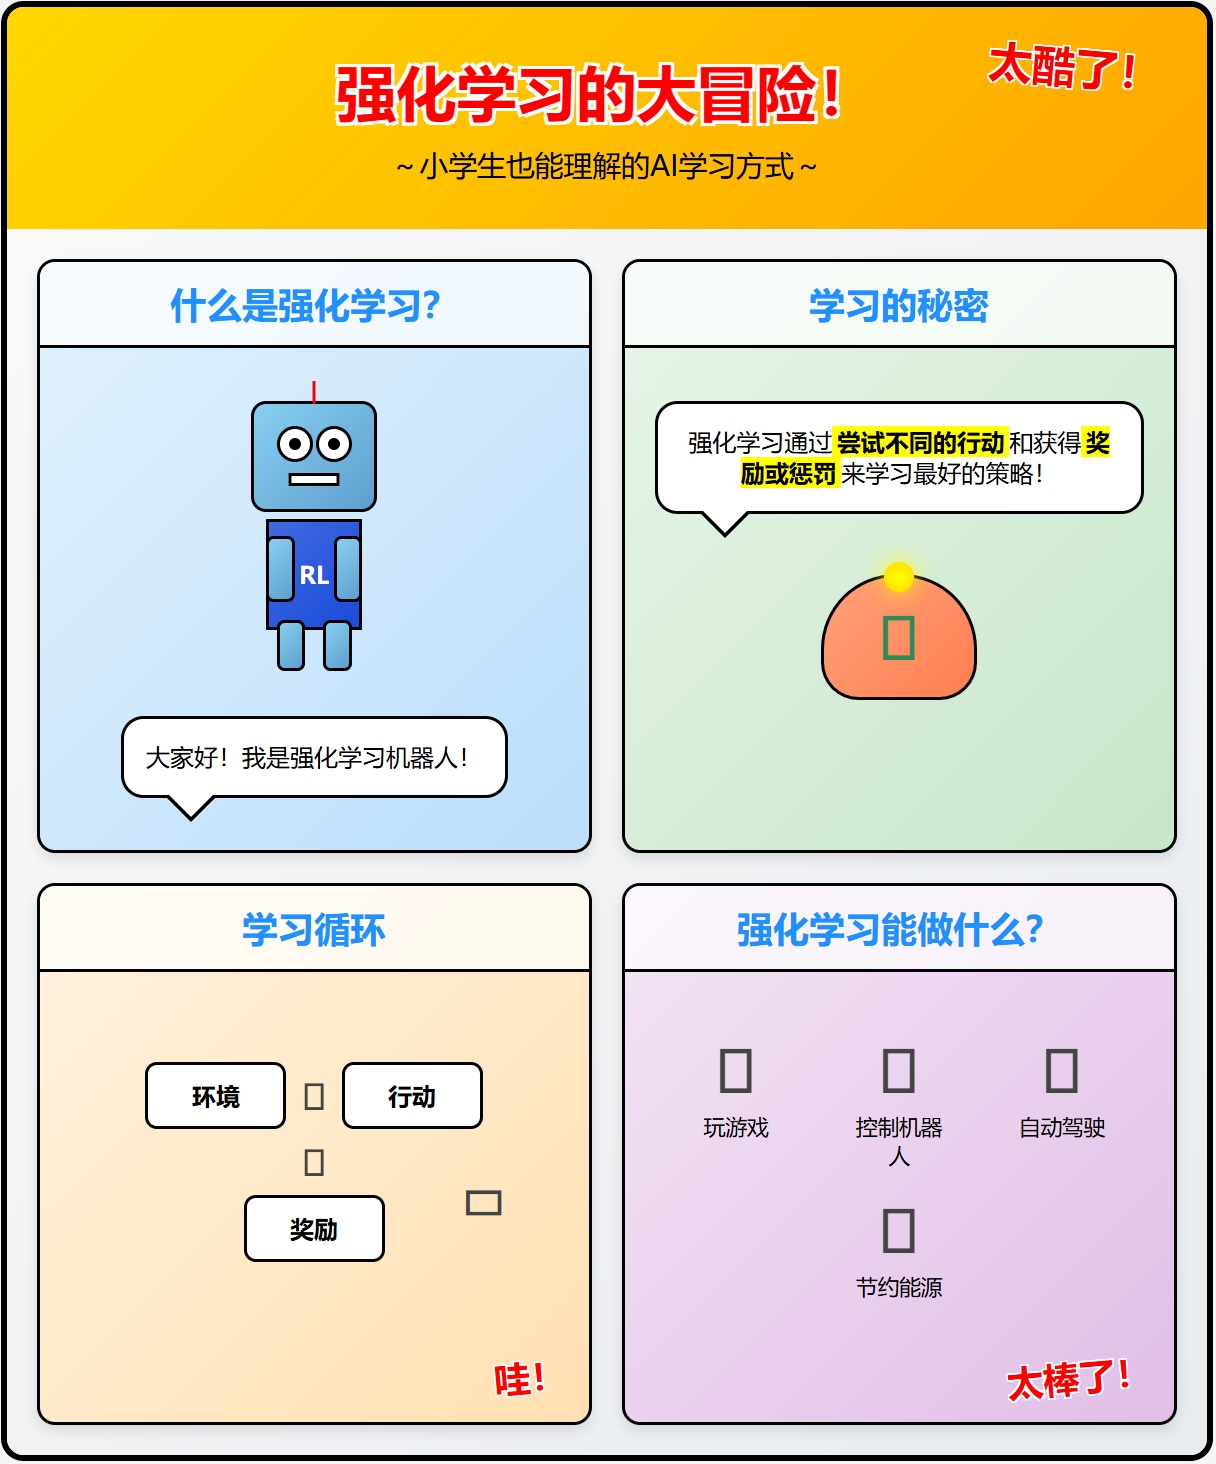 太酷了！
强化学习的大冒险！
～小学生也能理解的AI学习方式～
什么是强化学习？
RL
大家好！我是强化学习机器人！
学习的秘密
强化学习通过尝试不同的行动和获得奖
励或惩罚来学习最好的策略！
学习循环
环境
行动
奖励
哇！
强化学习能做什么？
玩游戏
控制机器
人
自动驾驶
节约能源
太棒了！